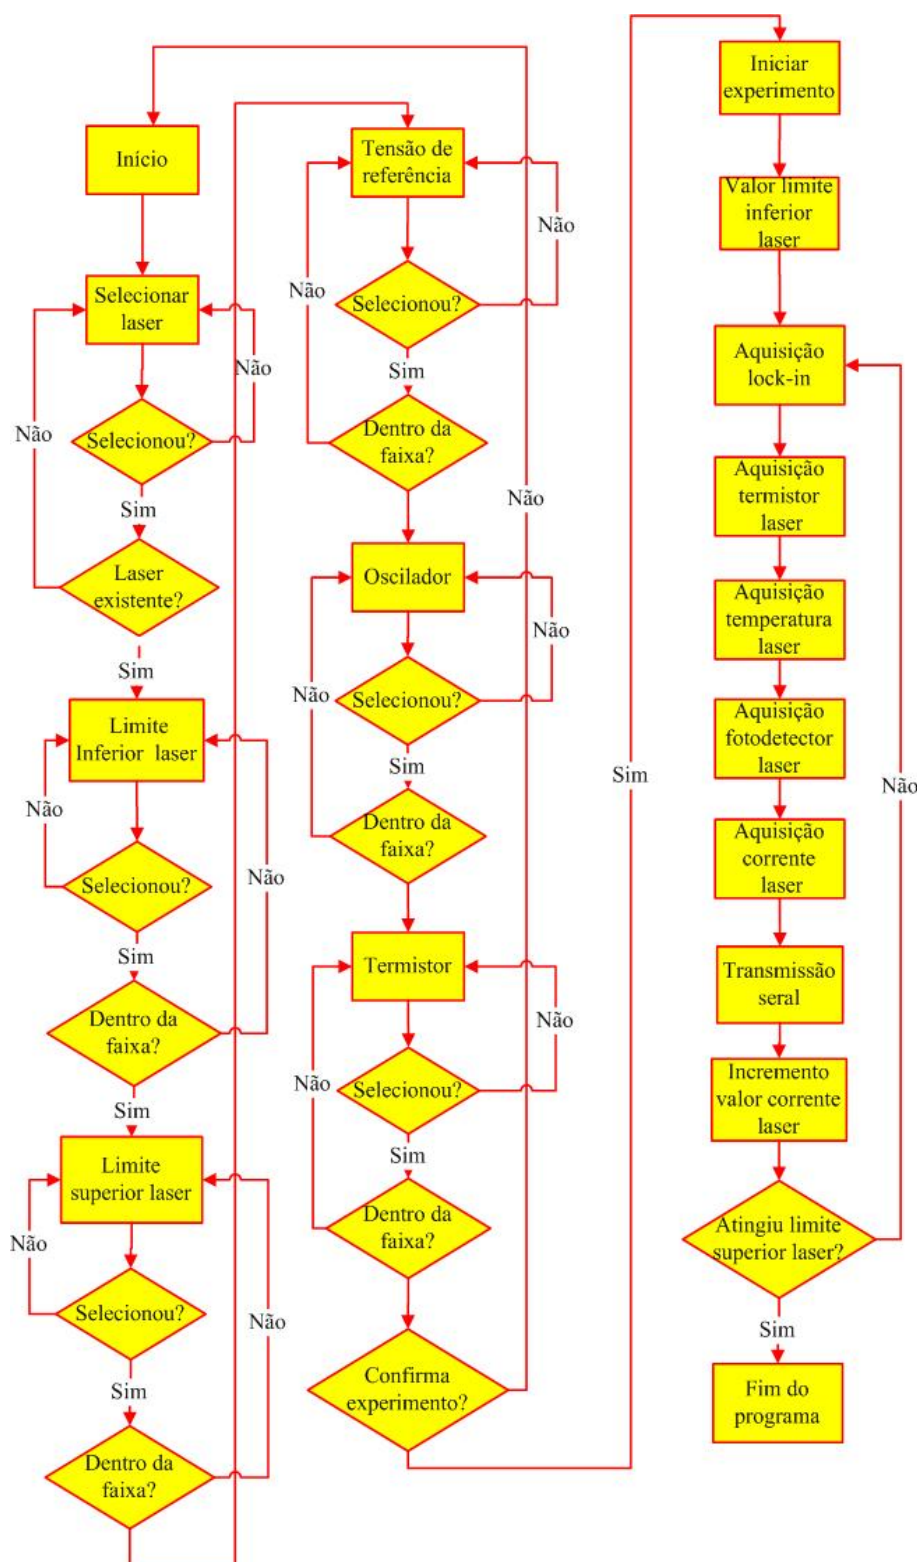 Início
Selecionar
laser
Não
Selecionou?
Não
Sim
Laser
existente?
Sim
Limite
Inferior laser
Não
Selecionou?
Não
Sim
Dentro da
faixa?
Sim
Limite
superior laser
Não
Selecionou?
Não
Sim
Dentro da
faixa?
Tensão de
referência
Não
Não
Selecionou?
Sim
Dentro da
faixa?
Não
Oscilador
Não
Não
Selecionou?
Sim
Dentro da
faixa?
Termistor
Não
Não
Selecionou?
Sim
Dentro da
faixa?
Confirma
experimento?
Sim
Iniciar
experimento
Valor limite
inferior
laser
Aquisição
lock-in
Aquisição
termistor
laser
Aquisição
temperatura
laser
Aquisição
fotodetector
laser
Não
Aquisição
corrente
laser
Transmissão
seral
Incremento
valor corrente
laser
Atingiu limite
superior laser?
Sim
Fim do
programa